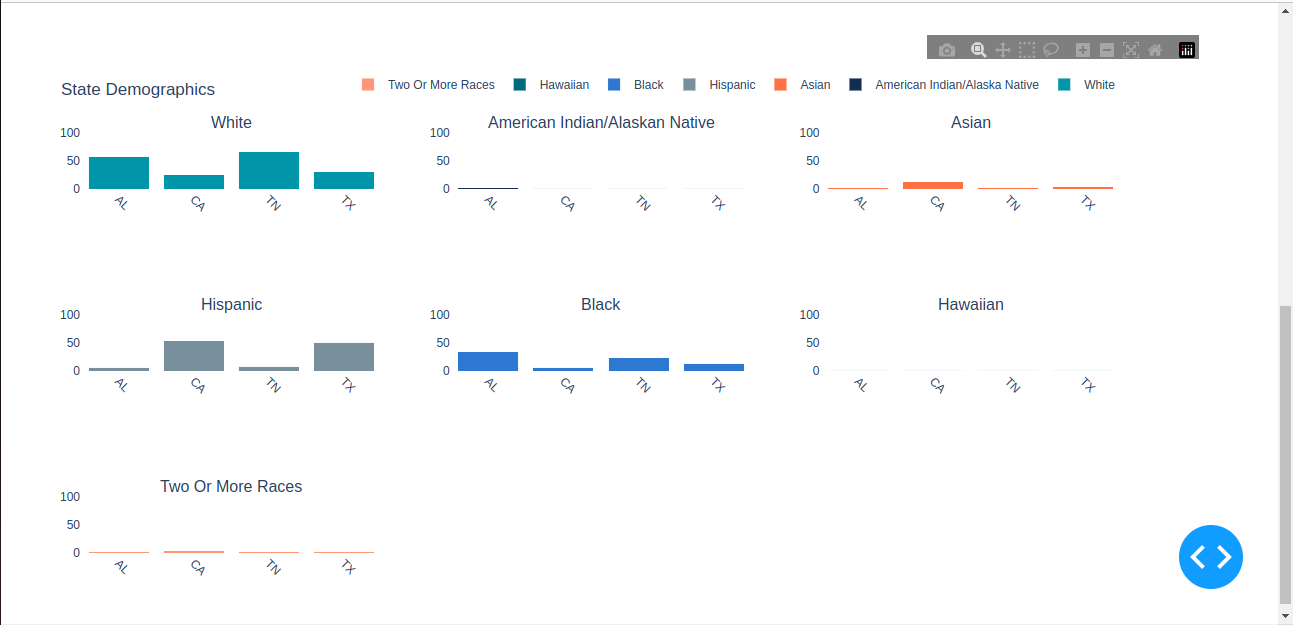 State Demographics
Two Or More Races Hawaiian Black Hispanic Asian American Indian/Alaska Native White
White American Indian/Alaskan Native Asian
100 100 100
50 50 50
0 0 0
AL CA TN TX AL CA TN TX AL CA TN TX
Hispanic Black Hawaiian
100 100 100
50 50 50
0 0 0
AL CA TN TX AL CA TN TX AL CA TN TX
Two Or More Races
100
50
0
AL CA TN TX